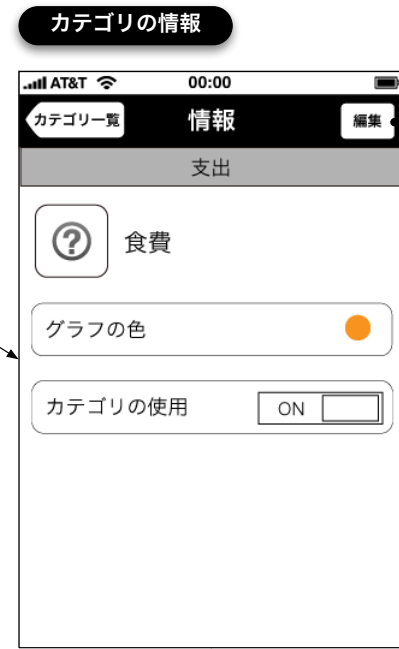 カテゴリの情報
AT&T 00:00
カテゴリー覧 情報 編集
支出
食費
グラフの色
カテゴリの使用 ON